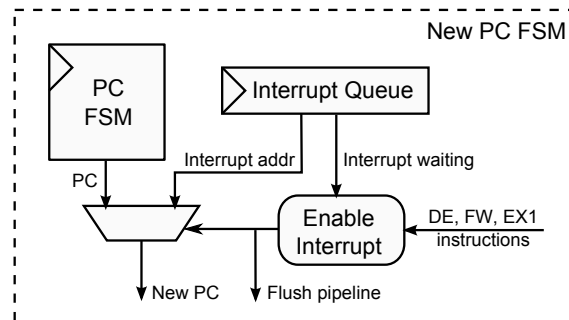 New PC FSM
PC
FSM
Interrupt Queue
Interrupt addr
Interrupt waiting
PC
Enable
Interrupt
DE, FW, EX1
instructions
New PC
Flush pipeline